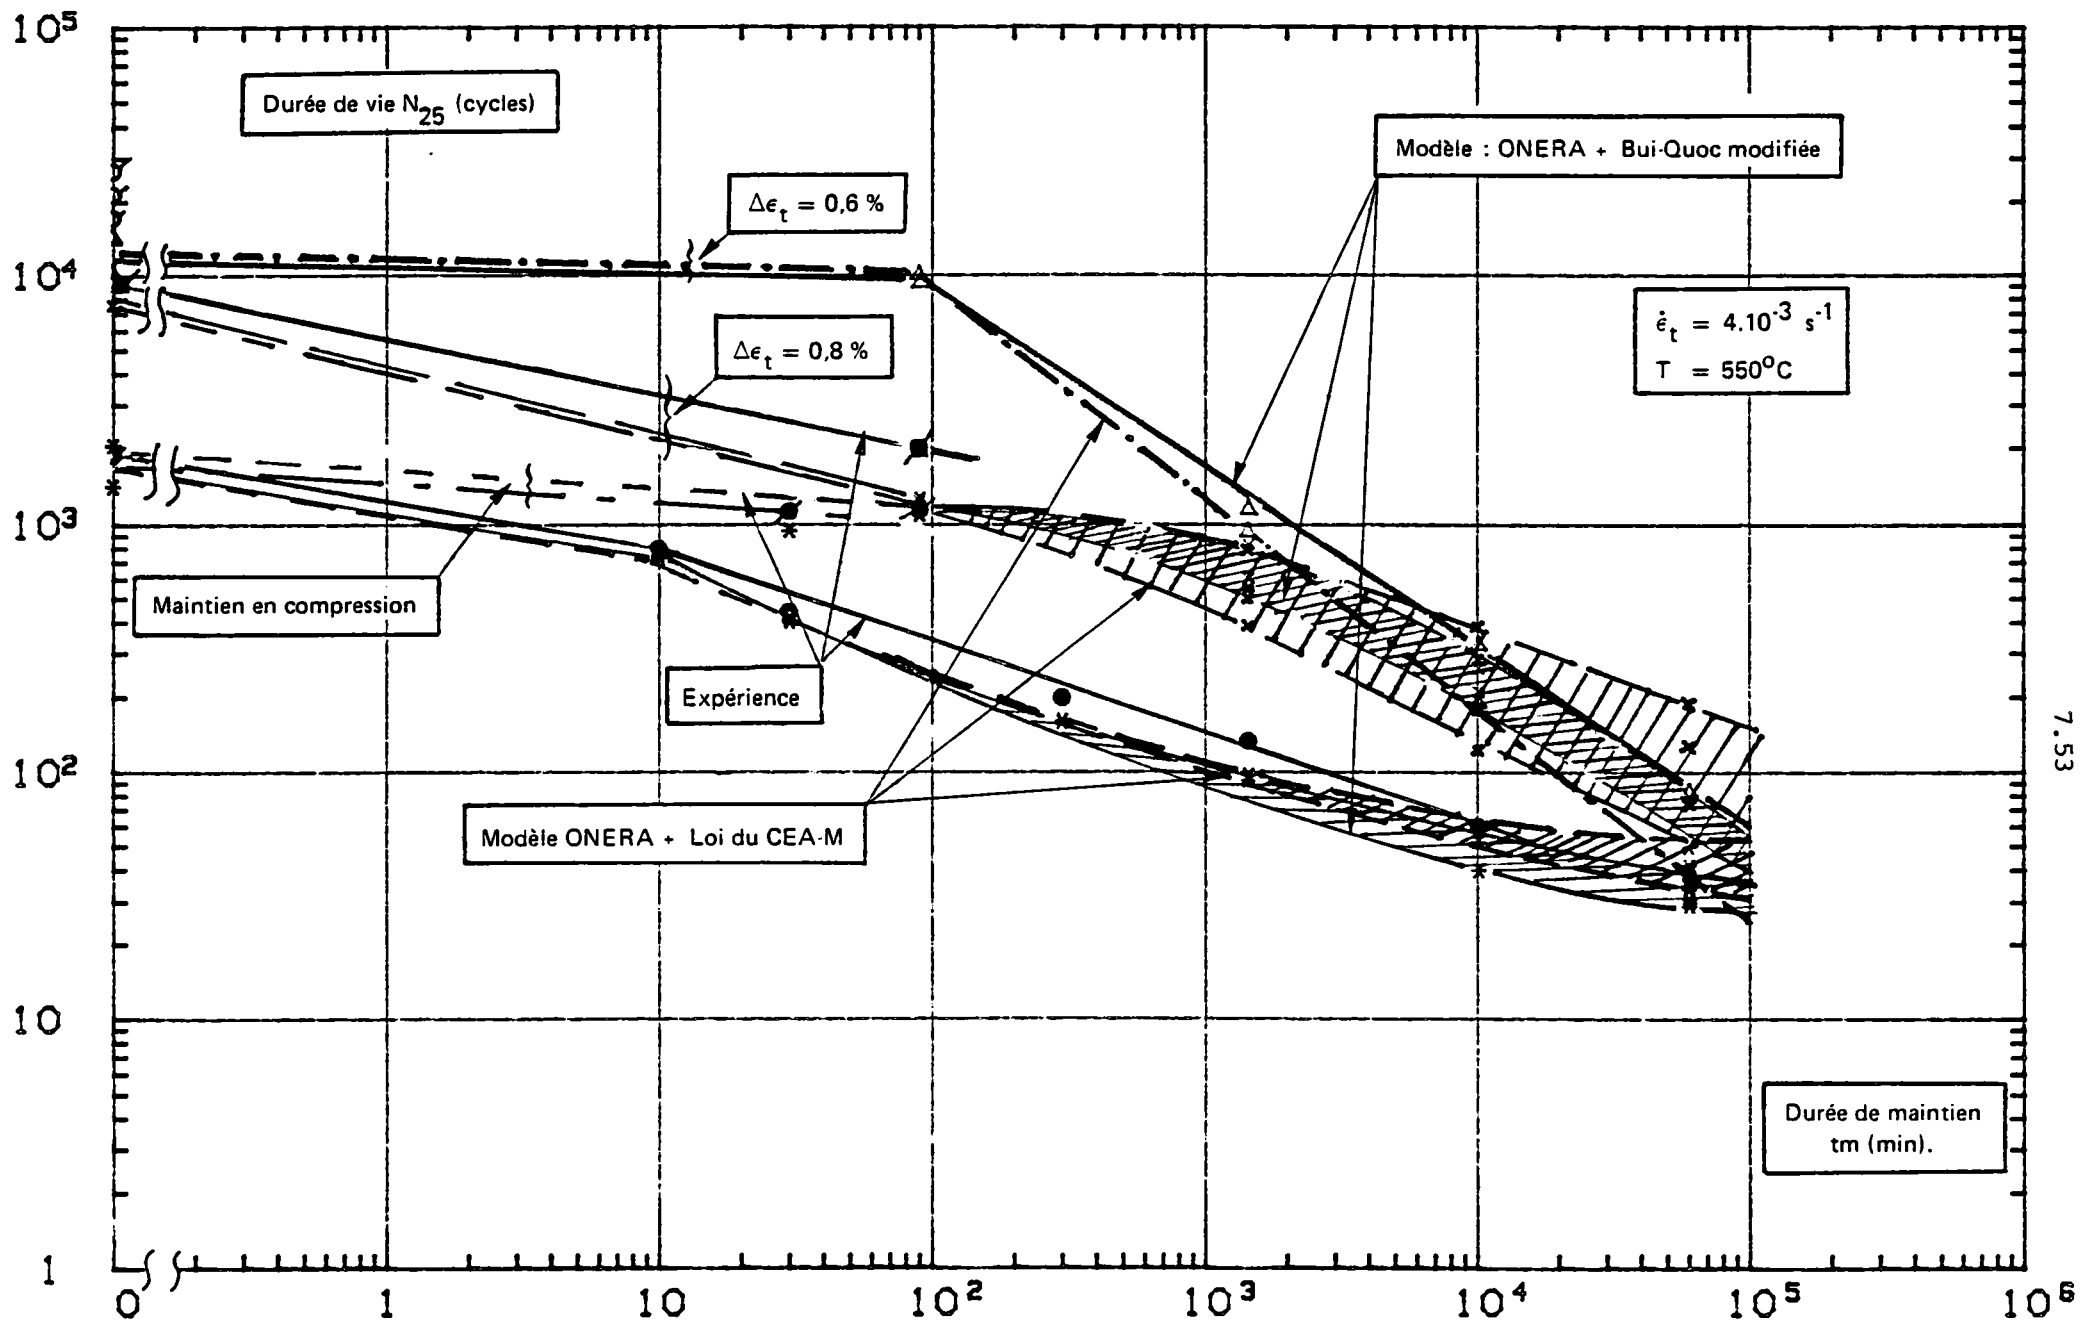 10⁵
Durée de vie N₂₅ (cycles)
Modèle : ONERA + Bui-Quoc modifiée
Δϵₜ = 0,6 %
10⁴
ϵ̇ₜ = 4.10⁻³ s⁻¹
T = 550°C
Δϵₜ = 0,8 %
10³
Maintien en compression
Expérience
7.53
10²
Modèle ONERA + Loi du CEA-M
10
Durée de maintien
tm (min).
1
0 1 10 10² 10³ 10⁴ 10⁵ 10⁶